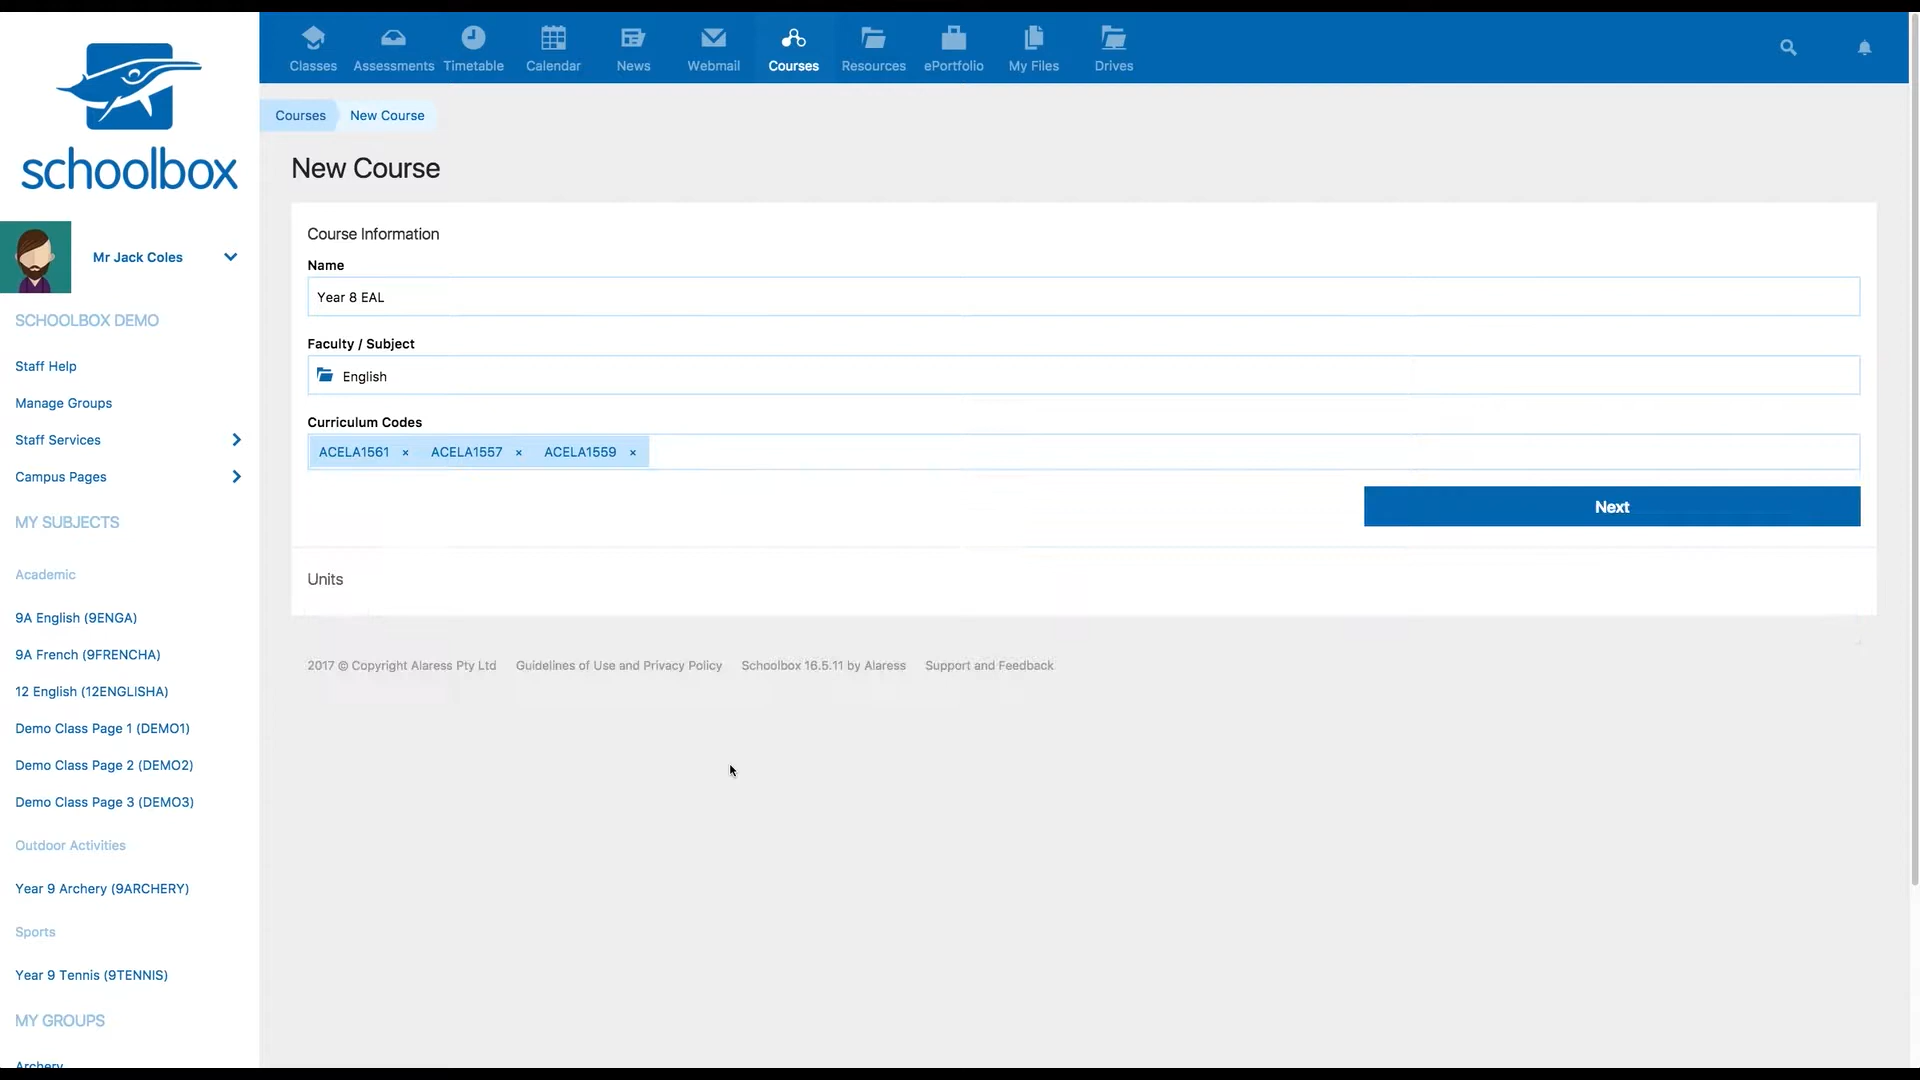 schoolbox
Mr Jack Coles
SCHOOLBOX DEMO
Staff Help
Manage Groups
Staff Services
Campus Pages
MY SUBJECTS
Academic
9A English (9ENGA)
9A French (9FRENCHA)
12 English (12ENGLISHA)
Demo Class Page 1 (DEMO1)
Demo Class Page 2 (DEMO2)
Demo Class Page 3 (DEMO3)
Outdoor Activities
Year 9 Archery (9ARCHERY)
Sports
Year 9 Tennis (9TENNIS)
MY GROUPS
Archery
Classes Assessments Timetable Calendar News Webmail Courses Resources ePortfolio My Files Drives
Courses New Course
New Course
Course Information
Name
Year 8 EAL
Faculty / Subject
English
Curriculum Codes
ACELA1561 × ACELA1557 × ACELA1559 ×
Next
Units
2017 © Copyright Alaress Pty Ltd Guidelines of Use and Privacy Policy Schoolbox 16.5.11 by Alaress Support and Feedback